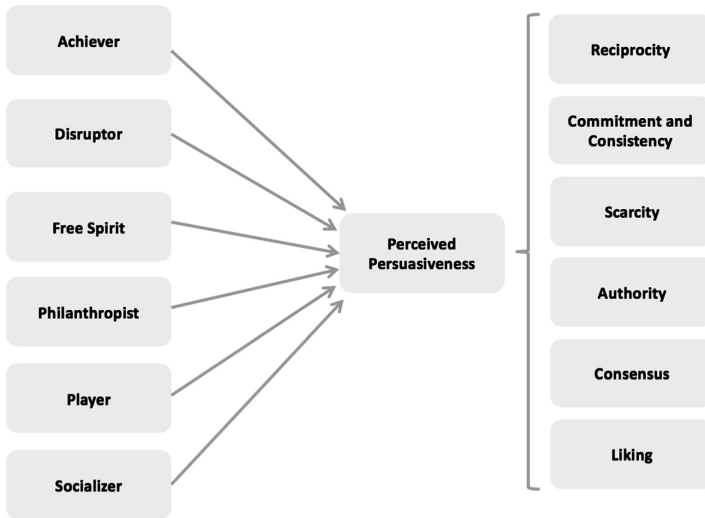 Achiever
Disruptor
Free Spirit
Philanthropist
Player
Socializer
Perceived
Persuasiveness
Reciprocity
Commitment and
Consistency
Scarcity
Authority
Consensus
Liking